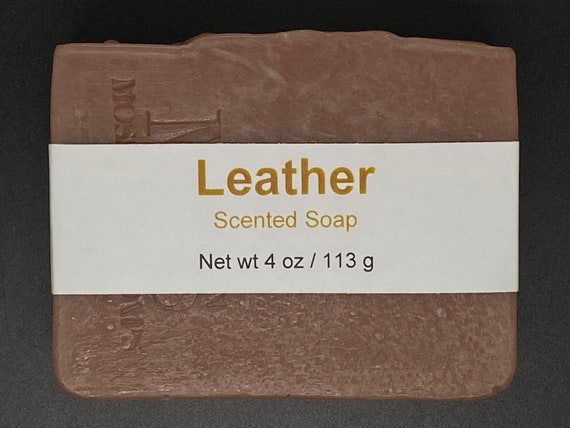 Leather
Scented Soap
Net wt 4 oz / 113 g